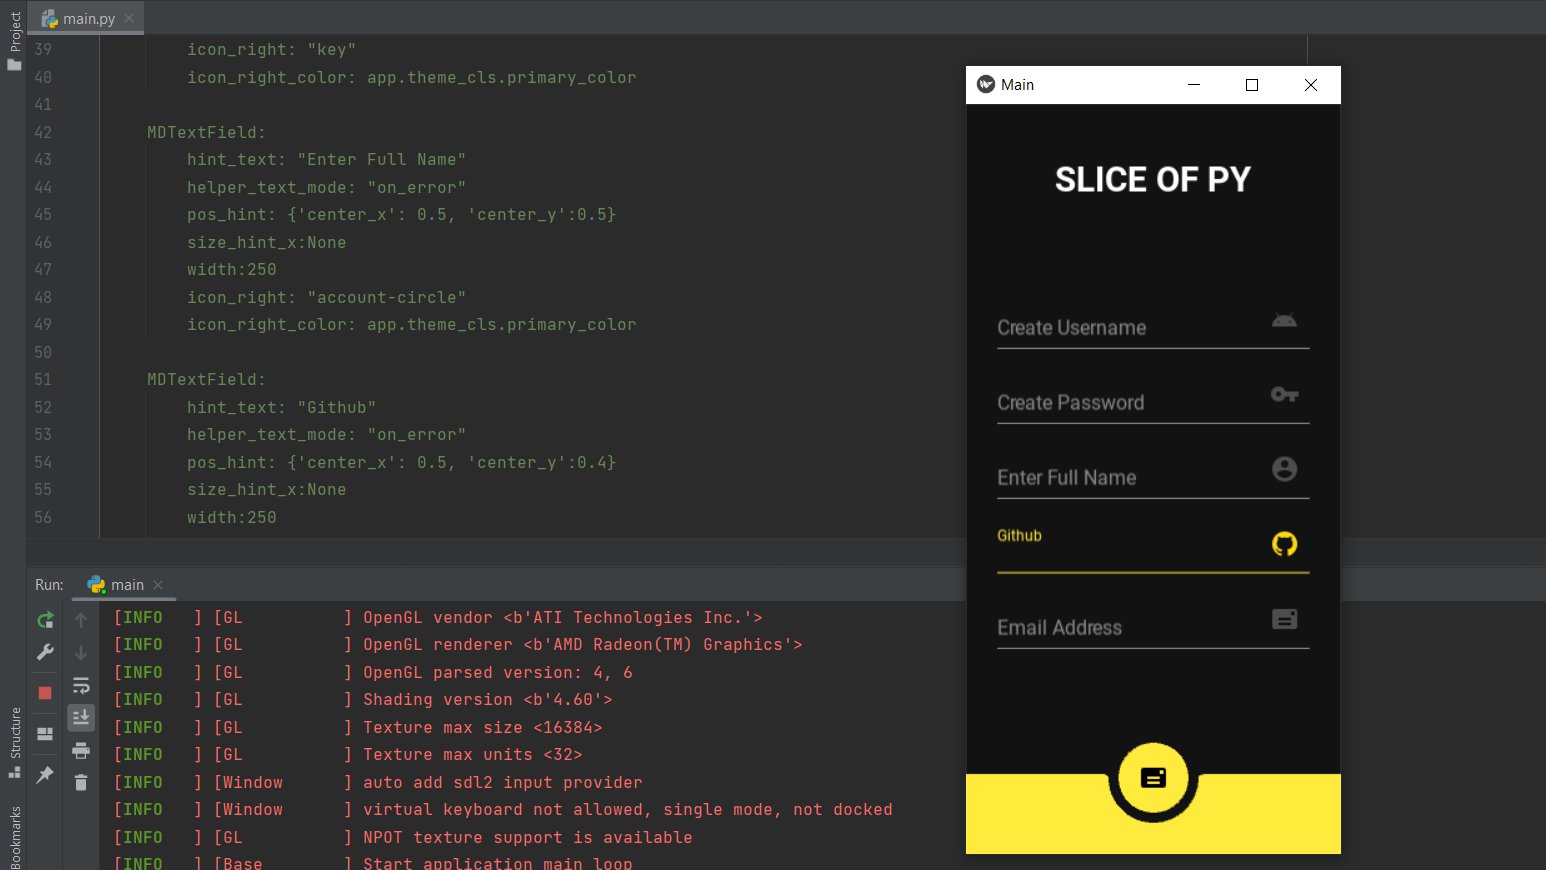 main.py
Project
39
icon_right: "key"
40
icon_right_color: app.theme_cls.primary_color
41
42
MDTextField:
43
hint_text: "Enter Full Name"
44
helper_text_mode: "on_error"
45
pos_hint: {'center_x': 0.5, 'center_y':0.5}
46
size_hint_x:None
47
width:250
48
icon_right: "account-circle"
49
icon_right_color: app.theme_cls.primary_color
50
51
MDTextField:
52
hint_text: "Github"
53
helper_text_mode: "on_error"
54
pos_hint: {'center_x': 0.5, 'center_y':0.4}
55
size_hint_x:None
56
width:250
Run:
main
[INFO   ] [GL          ] OpenGL vendor <b'ATI Technologies Inc.'>
[INFO   ] [GL          ] OpenGL renderer <b'AMD Radeon(TM) Graphics'>
[INFO   ] [GL          ] OpenGL parsed version: 4, 6
[INFO   ] [GL          ] Shading version <b'4.60'>
[INFO   ] [GL          ] Texture max size <16384>
[INFO   ] [GL          ] Texture max units <32>
[INFO   ] [Window      ] auto add sdl2 input provider
[INFO   ] [Window      ] virtual keyboard not allowed, single mode, not docked
[INFO   ] [GL          ] NPOT texture support is available
[INFO   ] [Base        ] Start application main loop
Structure
Bookmarks
Main
SLICE OF PY
Create Username
Create Password
Enter Full Name
Github
Email Address